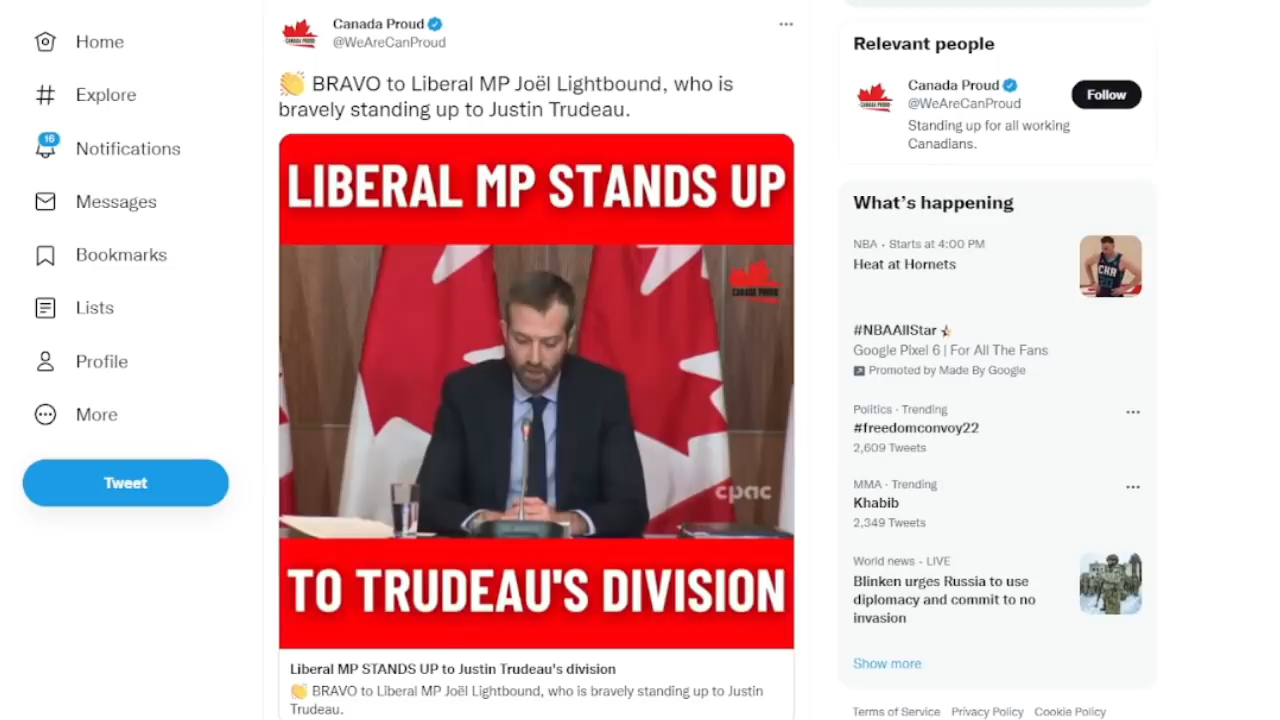 Home
Explore
16
Notifications
Messages
Bookmarks
Lists
Profile
More
Tweet
Canada Proud
@WeAreCanProud
👏 BRAVO to Liberal MP Joël Lightbound, who is
bravely standing up to Justin Trudeau.
LIBERAL MP STANDS UP
CANADA PROUD
cpac
TO TRUDEAU'S DIVISION
Liberal MP STANDS UP to Justin Trudeau's division
👏 BRAVO to Liberal MP Joël Lightbound, who is bravely standing up to Justin
Trudeau.
Relevant people
Canada Proud
@WeAreCanProud
Follow
Standing up for all working
Canadians.
What's happening
NBA · Starts at 4:00 PM
Heat at Hornets
CHA
#NBAAllStar
Google Pixel 6 | For All The Fans
Promoted by Made By Google
Politics · Trending
#freedomconvoy22
2,609 Tweets
MMA · Trending
Khabib
2,349 Tweets
World news · LIVE
Blinken urges Russia to use
diplomacy and commit to no
invasion
Show more
Terms of Service Privacy Policy Cookie Policy